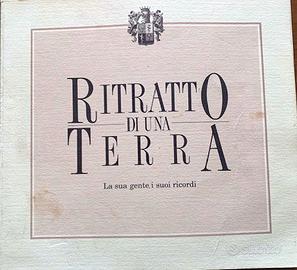 RITRATTO
DI UNA
TERRA
La sua gente, i suoi ricordi